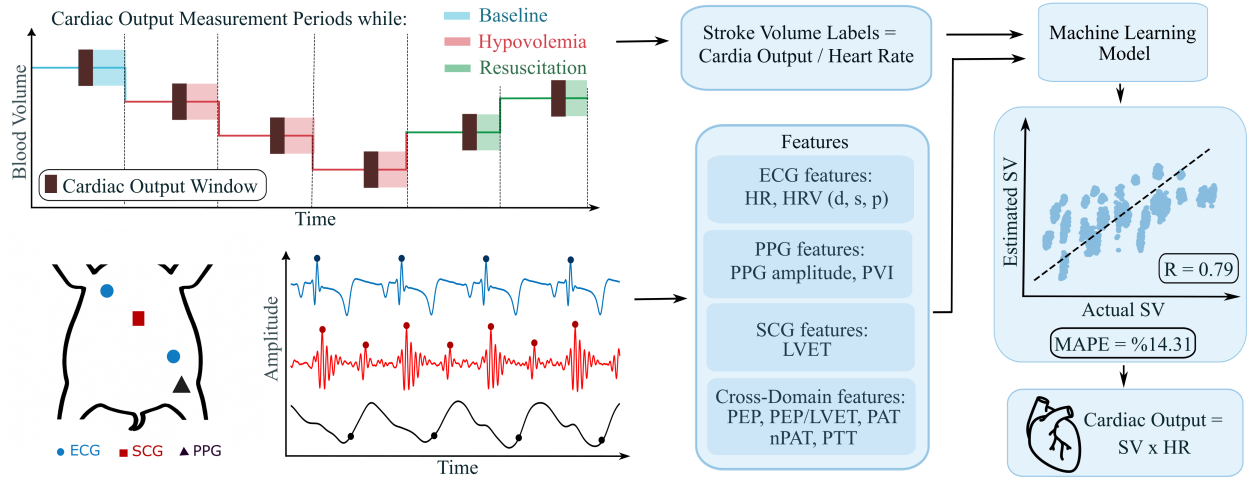 Cardiac Output Measurement Periods while:
Baseline
Hypovolemia
Resuscitation
Blood Volume
Cardiac Output Window
Time
ECG
SCG
PPG
Amplitude
Time
Stroke Volume Labels =
Cardia Output / Heart Rate
Features
ECG features:
HR, HRV (d, s, p)
PPG features:
PPG amplitude, PVI
SCG features:
LVET
Cross-Domain features:
PEP, PEP/LVET, PAT
nPAT, PTT
Machine Learning
Model
Estimated SV
R = 0.79
Actual SV
MAPE = %14.31
Cardiac Output =
SV x HR